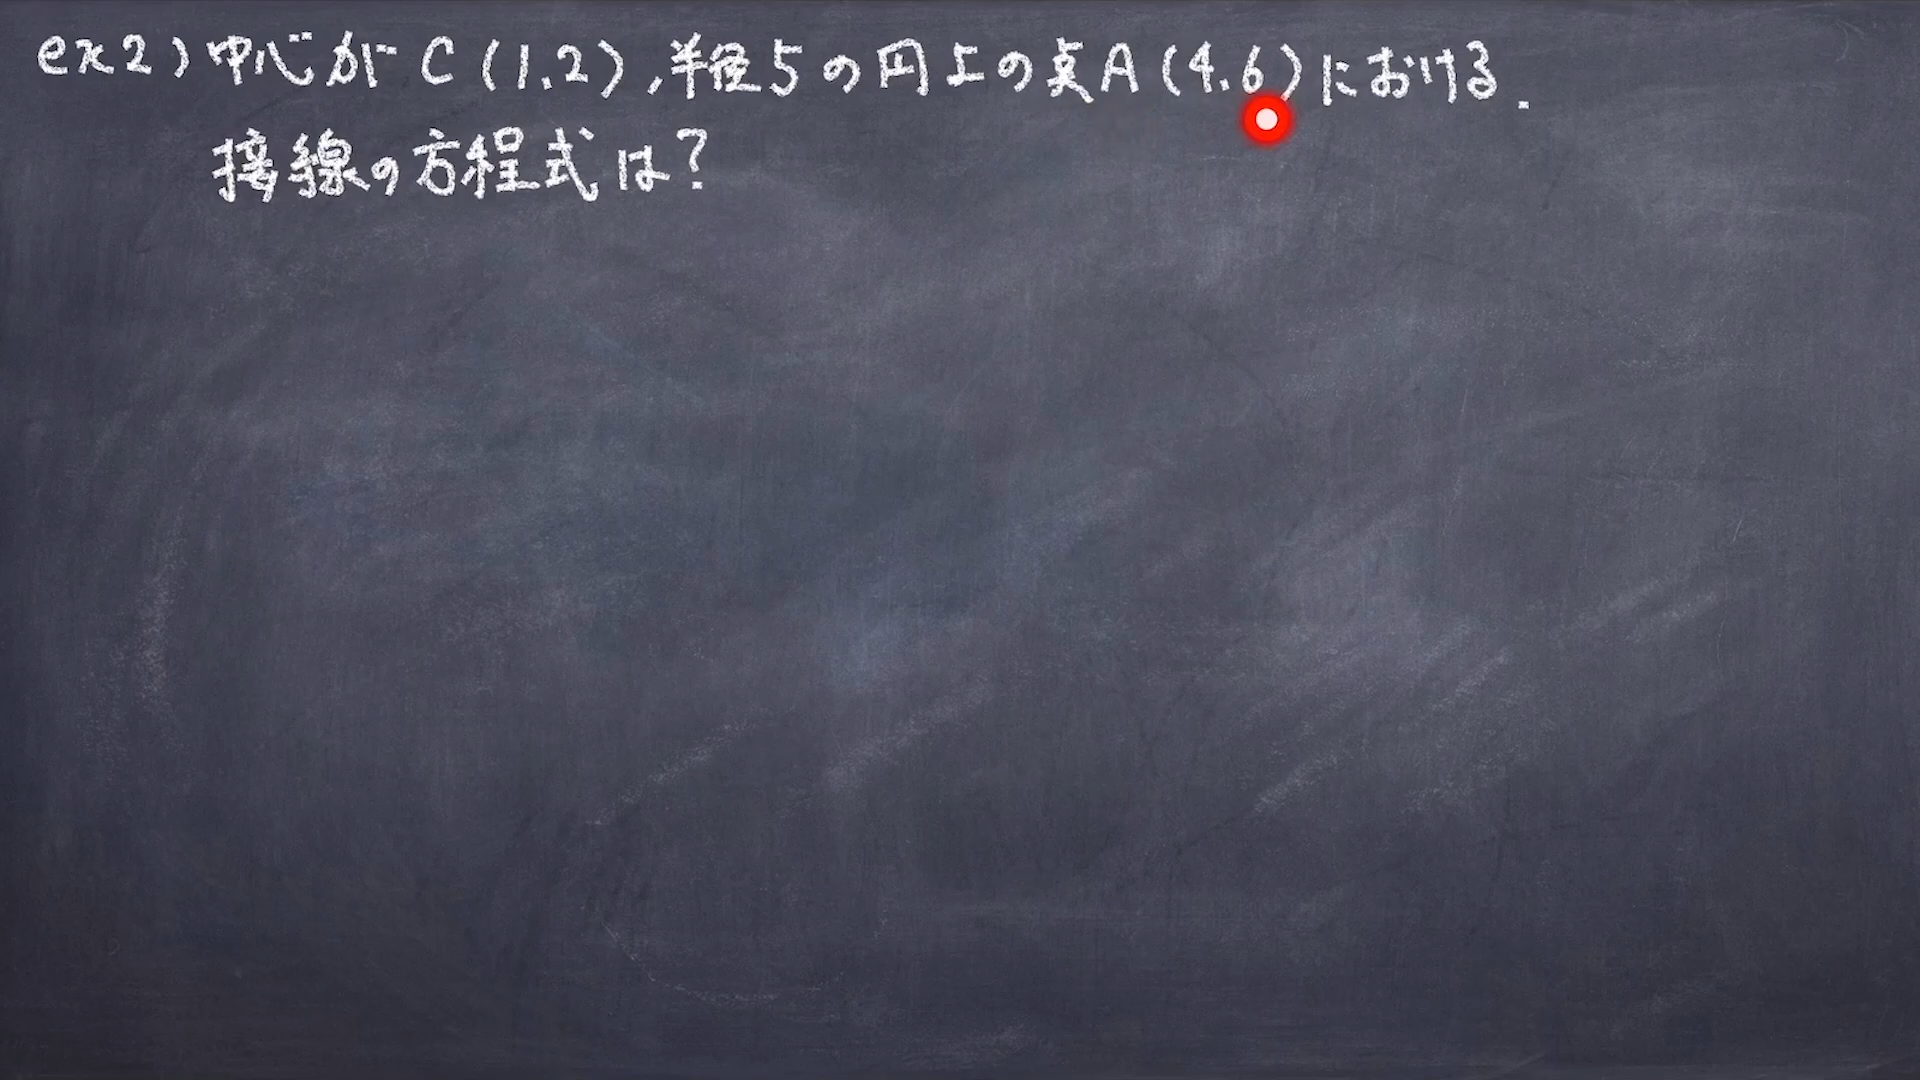 ex2) 中心が C(1.2), 半径5の円上の点A(4.6)における.
接線の方程式は?